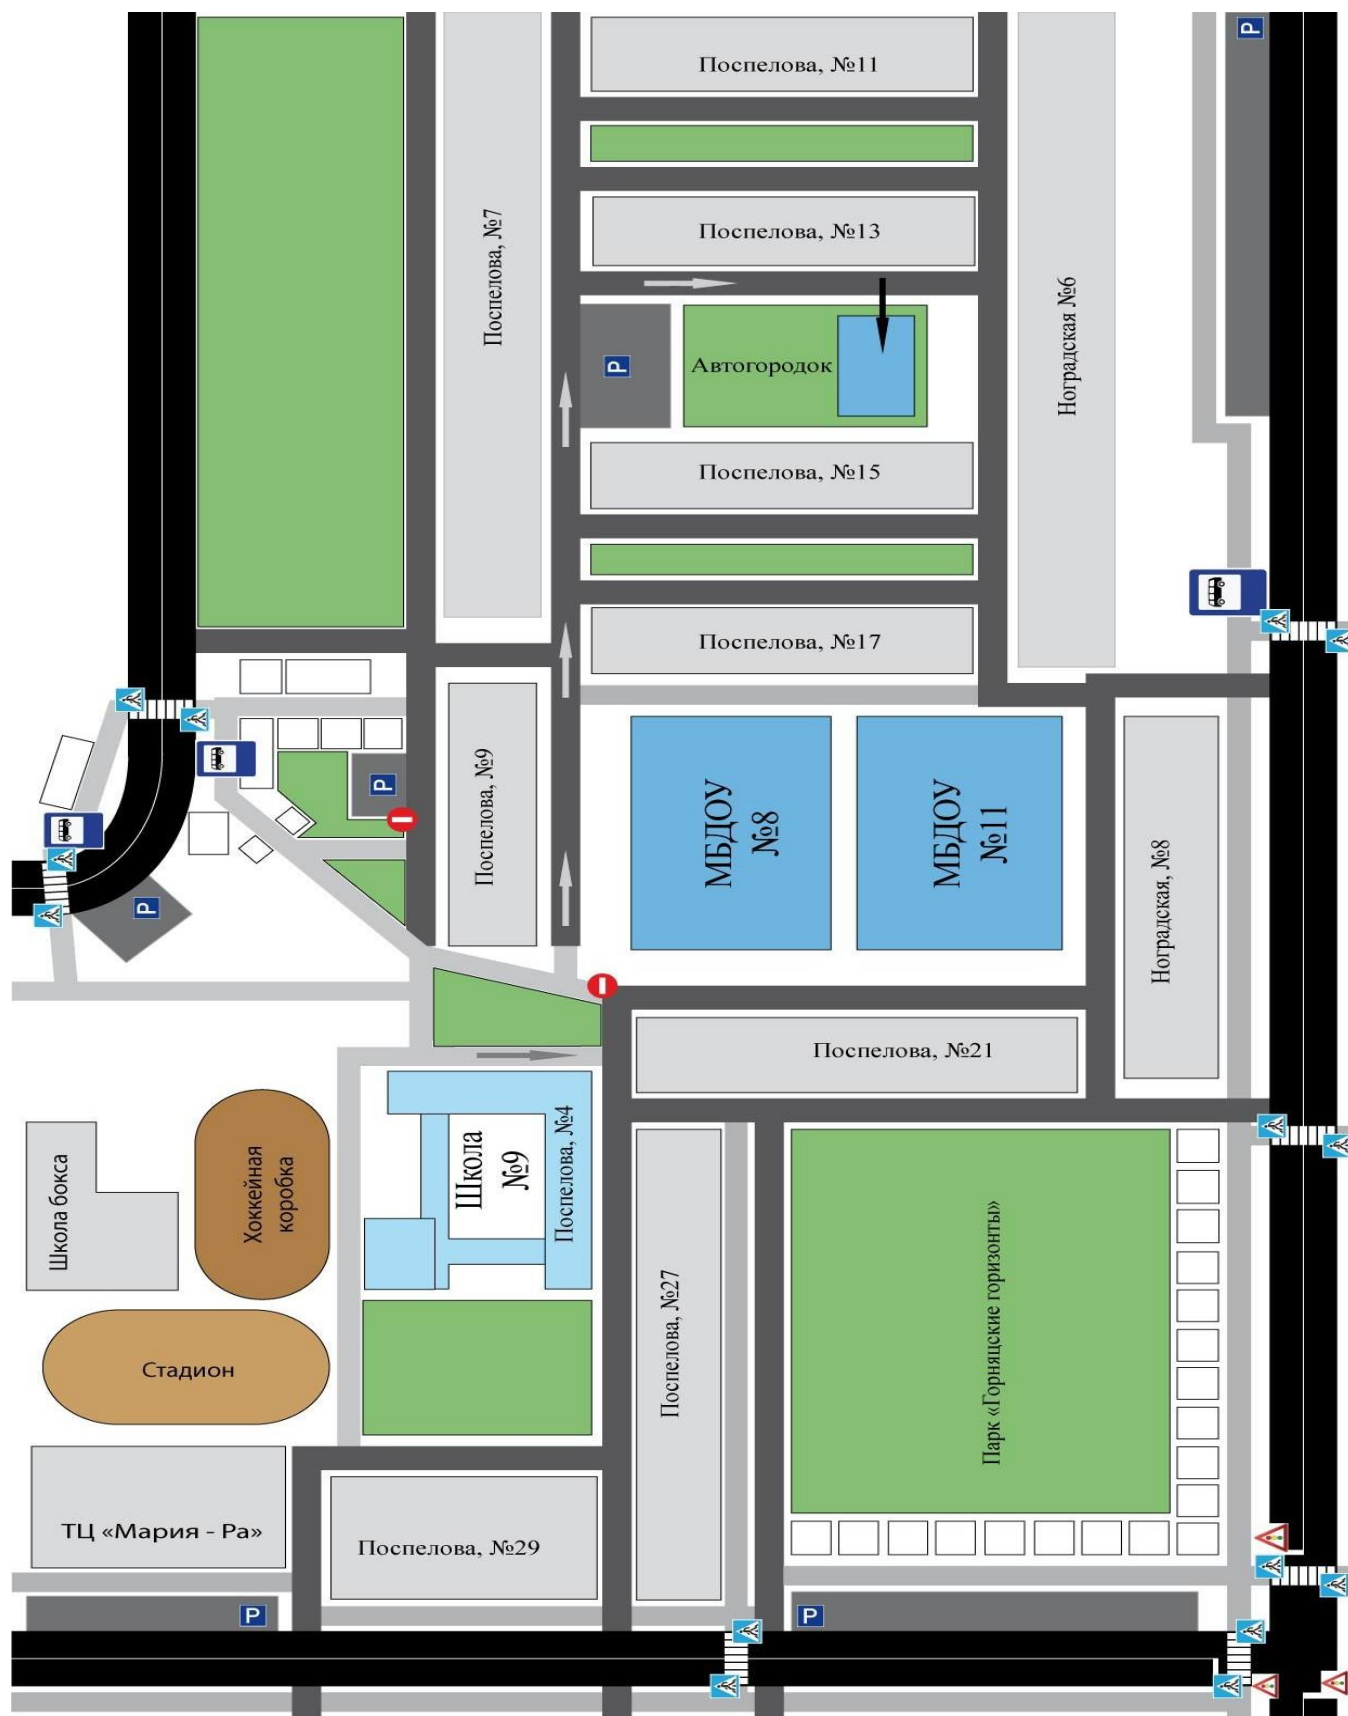 P
Поспелова, №11
Поспелова, №7
Поспелова, №13
Ноградская №6
P
Автогородок
Поспелова, №15
Поспелова, №17
P
Поспелова, №9
МБДОУ
№8
МБДОУ
№11
Ноградская, №8
P
Поспелова, №21
Школа бокса
Хоккейная
коробка
Школа
№9
Поспелова, №4
Поспелова, №27
Парк «Горняцские горизонты»
Стадион
ТЦ «Мария - Ра»
Поспелова, №29
P
P